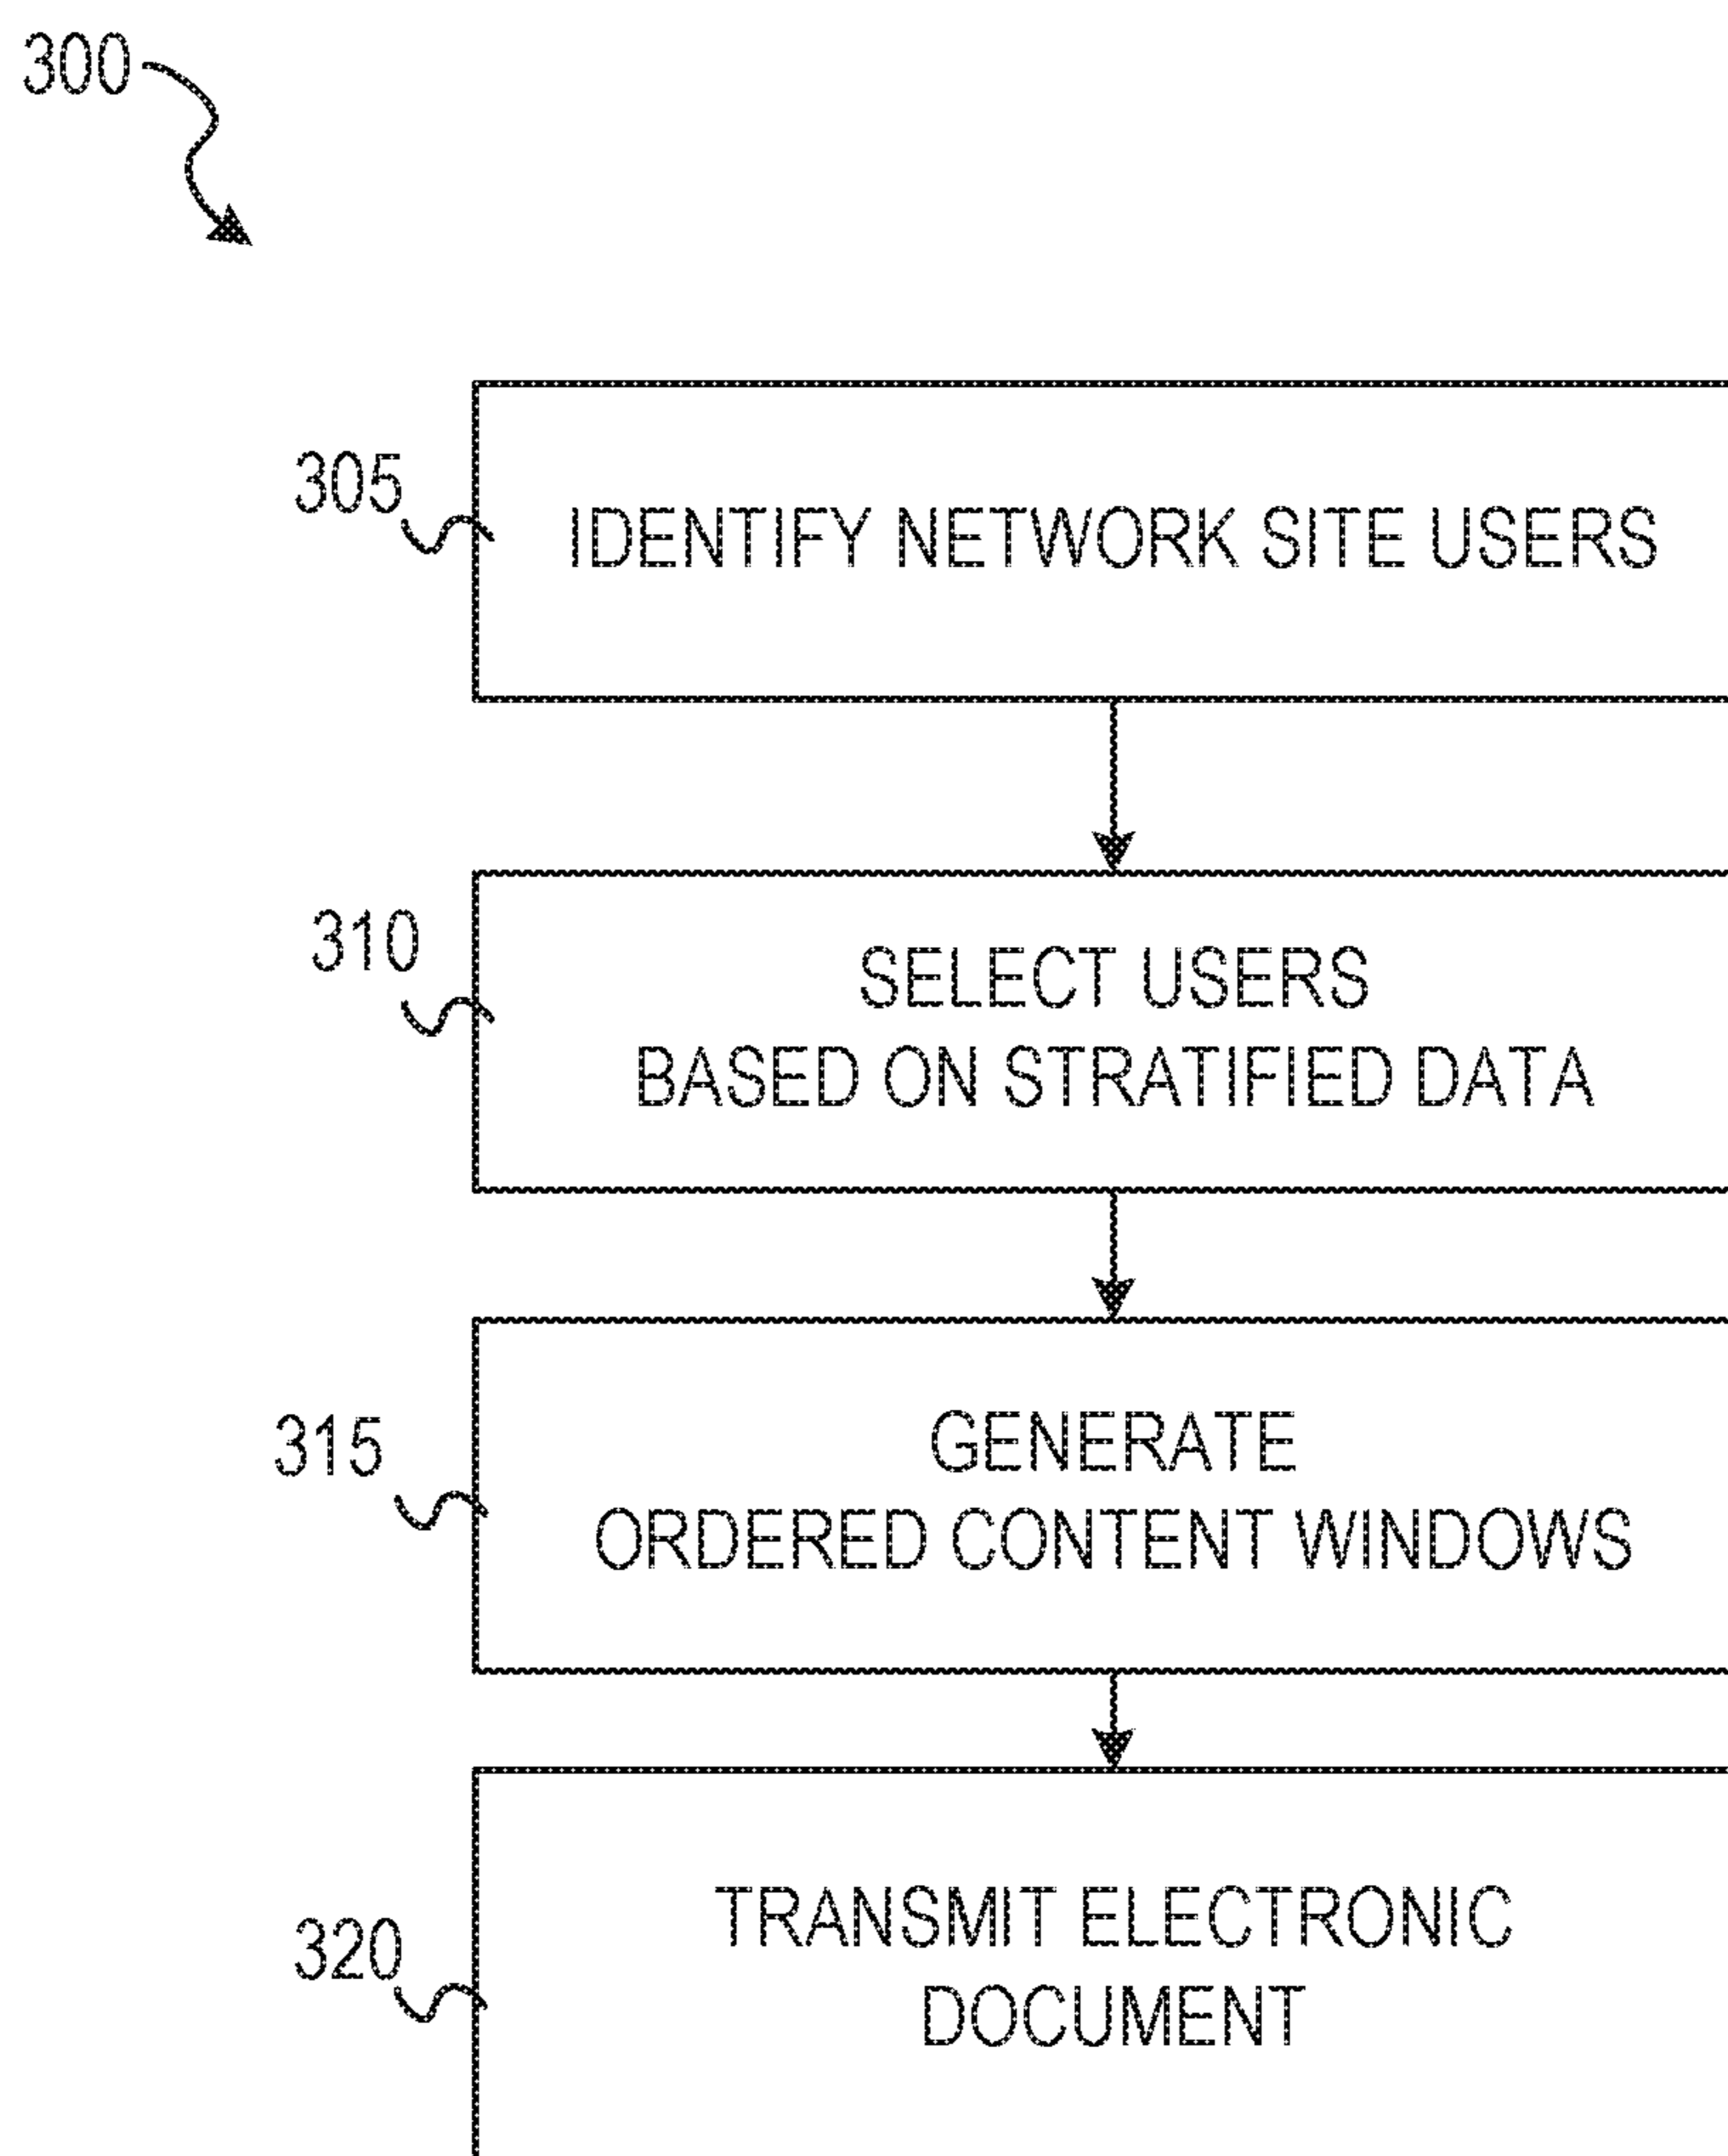 300
305
IDENTIFY NETWORK SITE USERS
310
SELECT USERS
BASED ON STRATIFIED DATA
315
GENERATE
ORDERED CONTENT WINDOWS
320
TRANSMIT ELECTRONIC
DOCUMENT